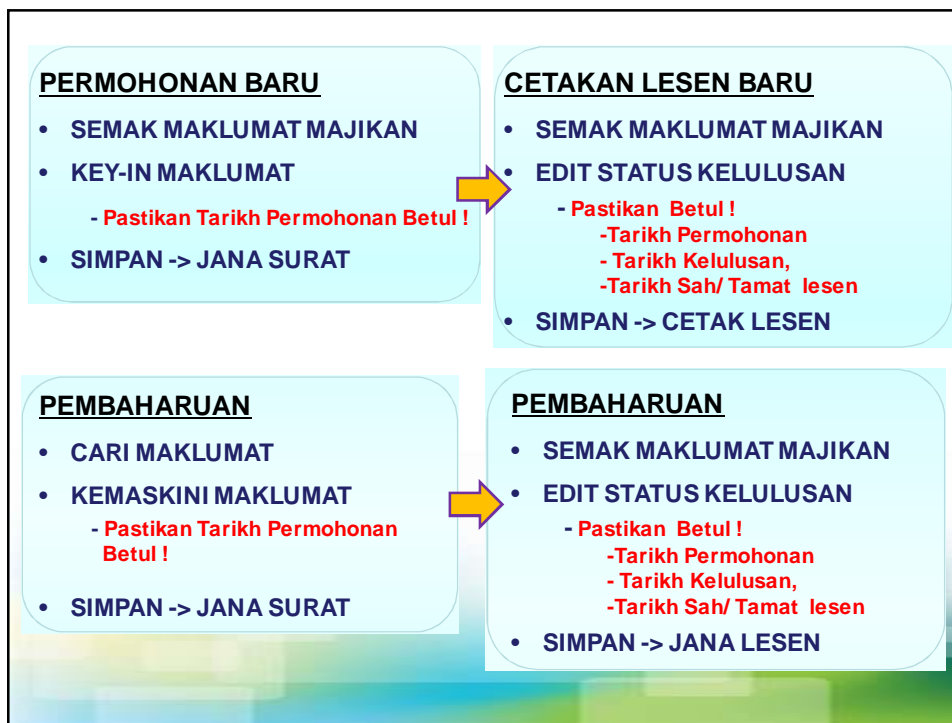 PERMOHONAN BARU
• SEMAK MAKLUMAT MAJIKAN
• KEY-IN MAKLUMAT
- Pastikan Tarikh Permohonan Betul !
• SIMPAN -> JANA SURAT
CETAKAN LESEN BARU
• SEMAK MAKLUMAT MAJIKAN
• EDIT STATUS KELULUSAN
- Pastikan Betul !
-Tarikh Permohonan
- Tarikh Kelulusan,
-Tarikh Sah/ Tamat lesen
• SIMPAN -> CETAK LESEN
PEMBAHARUAN
• CARI MAKLUMAT
• KEMASKINI MAKLUMAT
- Pastikan Tarikh Permohonan
Betul !
• SIMPAN -> JANA SURAT
PEMBAHARUAN
• SEMAK MAKLUMAT MAJIKAN
• EDIT STATUS KELULUSAN
- Pastikan Betul !
-Tarikh Permohonan
- Tarikh Kelulusan,
-Tarikh Sah/ Tamat lesen
• SIMPAN -> JANA LESEN